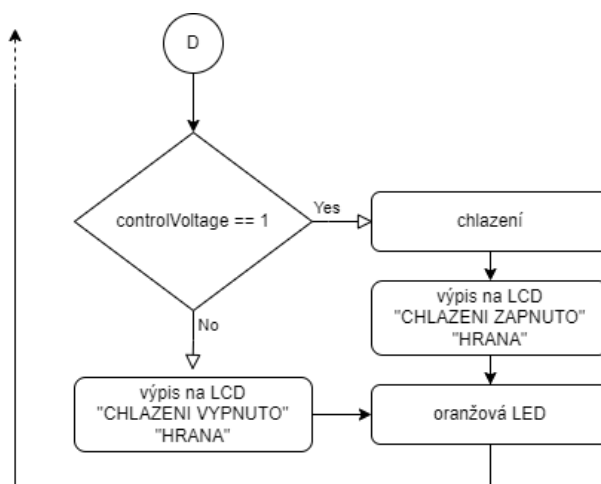 D
controlVoltage == 1
Yes
chlazení
výpis na LCD
"CHLAZENI ZAPNUTO"
"HRANA"
No
výpis na LCD
"CHLAZENI VYPNUTO"
"HRANA"
oranžová LED